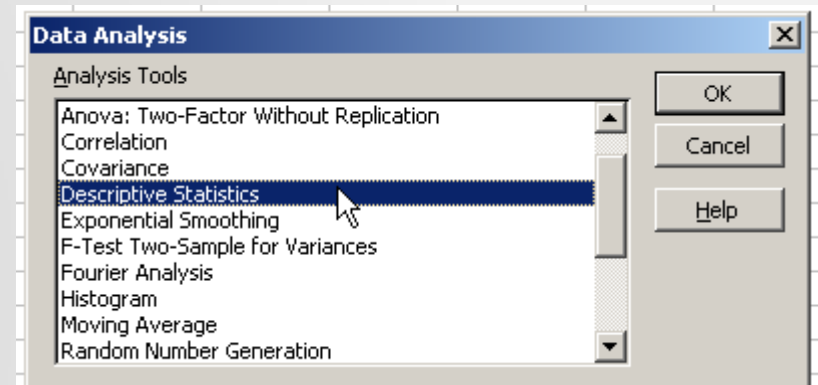 Data Analysis
Analysis Tools
Anova: Two-Factor Without Replication
Correlation
Covariance
Descriptive Statistics
Exponential Smoothing
F-Test Two-Sample for Variances
Fourier Analysis
Histogram
Moving Average
Random Number Generation
OK
Cancel
Help